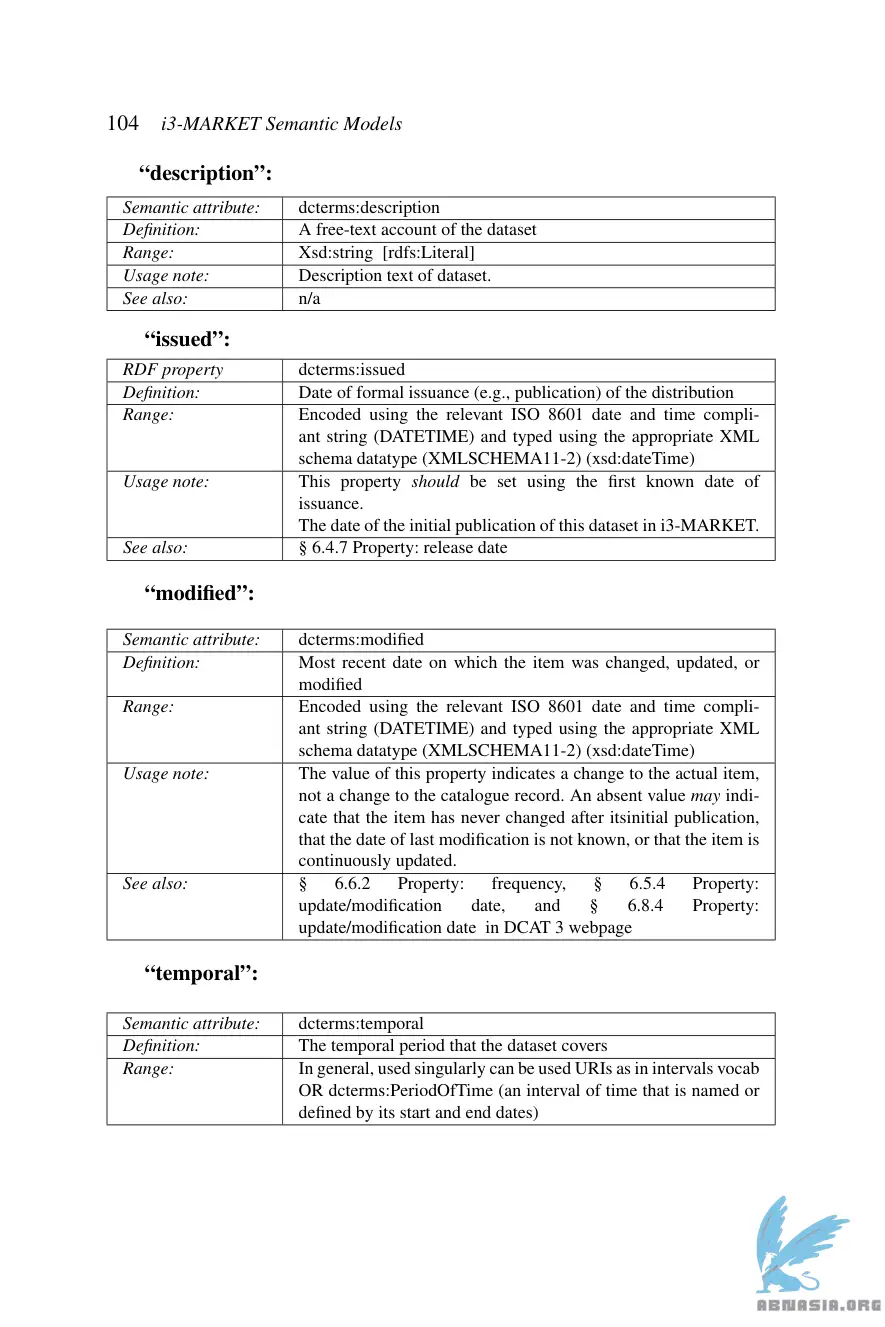 104 i3-MARKET Semantic Models
“description”:
Semantic attribute: dcterms:description
Definition: A free-text account of the dataset
Range: Xsd:string [rdfs:Literal]
Usage note: Description text of dataset.
See also: n/a
“issued”:
RDF property dcterms:issued
Definition: Date of formal issuance (e.g., publication) of the distribution
Range: Encoded using the relevant ISO 8601 date and time compli-
ant string (DATETIME) and typed using the appropriate XML
schema datatype (XMLSCHEMA11-2) (xsd:dateTime)
Usage note: This property should be set using the first known date of
issuance.
The date of the initial publication of this dataset in i3-MARKET.
See also: § 6.4.7 Property: release date
“modified”:
Semantic attribute: dcterms:modified
Definition: Most recent date on which the item was changed, updated, or
modified
Range: Encoded using the relevant ISO 8601 date and time compli-
ant string (DATETIME) and typed using the appropriate XML
schema datatype (XMLSCHEMA11-2) (xsd:dateTime)
Usage note: The value of this property indicates a change to the actual item,
not a change to the catalogue record. An absent value may indi-
cate that the item has never changed after itsinitial publication,
that the date of last modification is not known, or that the item is
continuously updated.
See also: § 6.6.2 Property: frequency, § 6.5.4 Property:
update/modification date, and § 6.8.4 Property:
update/modification date in DCAT 3 webpage
“temporal”:
Semantic attribute: dcterms:temporal
Definition: The temporal period that the dataset covers
Range: In general, used singularly can be used URIs as in intervals vocab
OR dcterms:PeriodOfTime (an interval of time that is named or
defined by its start and end dates)
ABNASIA.ORG